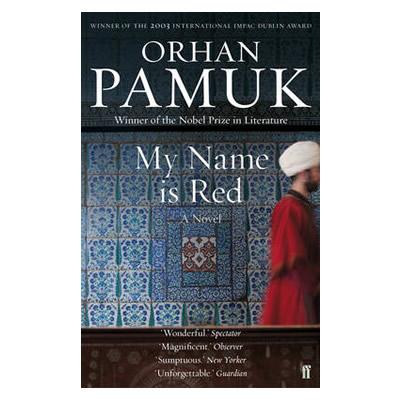 WINNER OF THE 2003 INTERNATIONAL IMPAC DUBLIN AWARD
ORHAN
PAMUK
Winner of the Nobel Prize in Literature
My Name
is Red
A Novel
'Wonderful.' Spectator
'Magnificent.' Observer
'Sumptuous.' New Yorker
'Unforgettable.' Guardian
ff